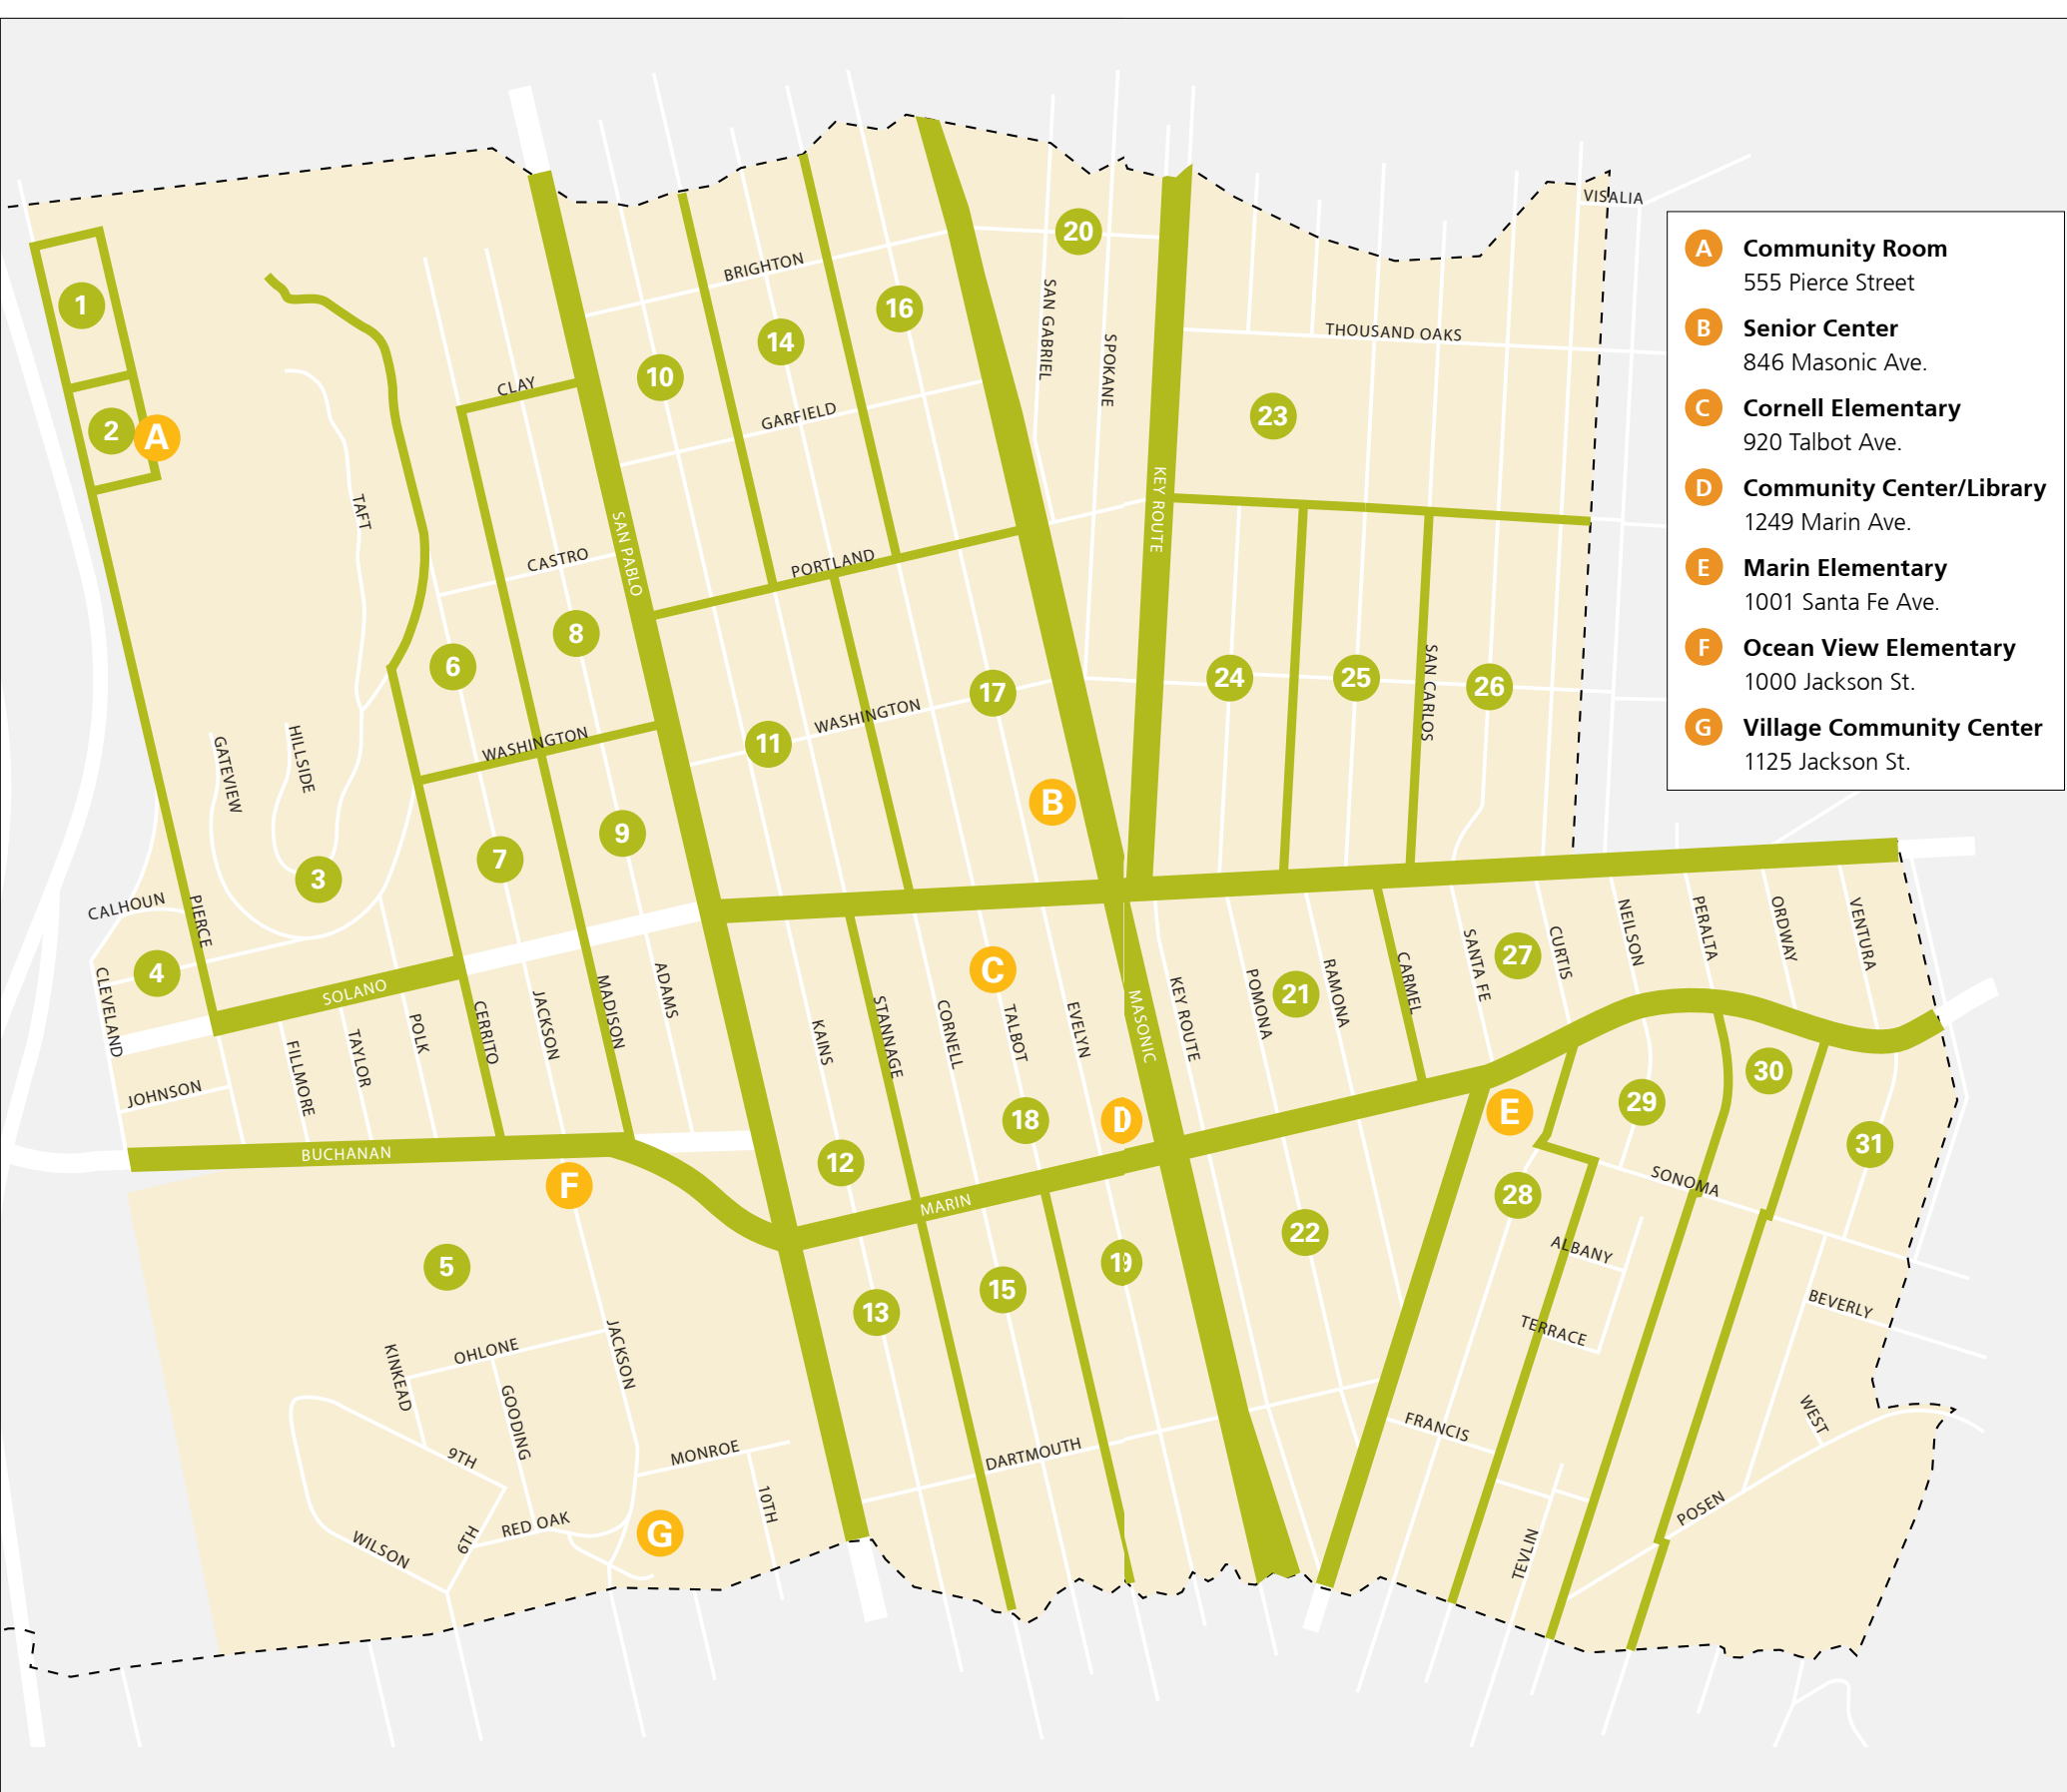 VISALIA
A Community Room
555 Pierce Street
B Senior Center
846 Masonic Ave.
C Cornell Elementary
920 Talbot Ave.
D Community Center/Library
1249 Marin Ave.
E Marin Elementary
1001 Santa Fe Ave.
F Ocean View Elementary
1000 Jackson St.
G Village Community Center
1125 Jackson St.
20
BRIGHTON
1
16
SAN GABRIEL
THOUSAND OAKS
14
SPOKANE
10
CLAY
GARFIELD
23
2
A
TAFT
KEY ROUTE
SAN PABLO
CASTRO
PORTLAND
8
6
24
25
26
SAN CARLOS
17
WASHINGTON
WASHINGTON
11
GATEVIEW
HILLSIDE
B
9
7
3
CALHOUN
PIERCE
NEILSON
PERALTA
ORDWAY
VENTURA
27
CURTIS
SANTA FE
4
C
CLEVELAND
SOLANO
ADAMS
MADISON
JACKSON
CERRITO
POLK
TAYLOR
FILLMORE
KAINS
STANNAGE
CORNELL
TALBOT
EVELYN
MASONIC
KEY ROUTE
POMONA
21
RAMONA
CARMEL
JOHNSON
30
29
E
18
D
31
BUCHANAN
12
F
MARIN
28
SONOMA
22
ALBANY
5
19
15
13
BEVERLY
TERRACE
KINKEAD
OHLONE
JACKSON
GOODING
WEST
FRANCIS
9TH
MONROE
DARTMOUTH
10TH
POSEN
G
RED OAK
6TH
WILSON
TEVLIN